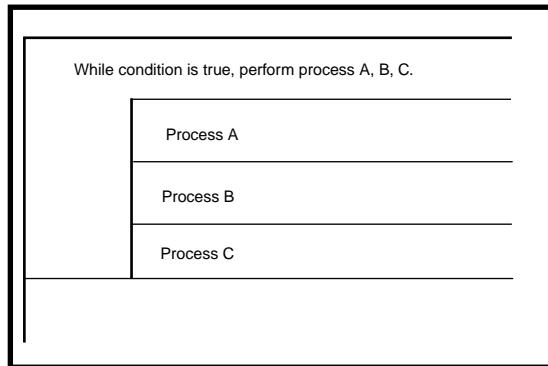 While condition is true, perform process A, B, C.
Process A
Process B
Process C